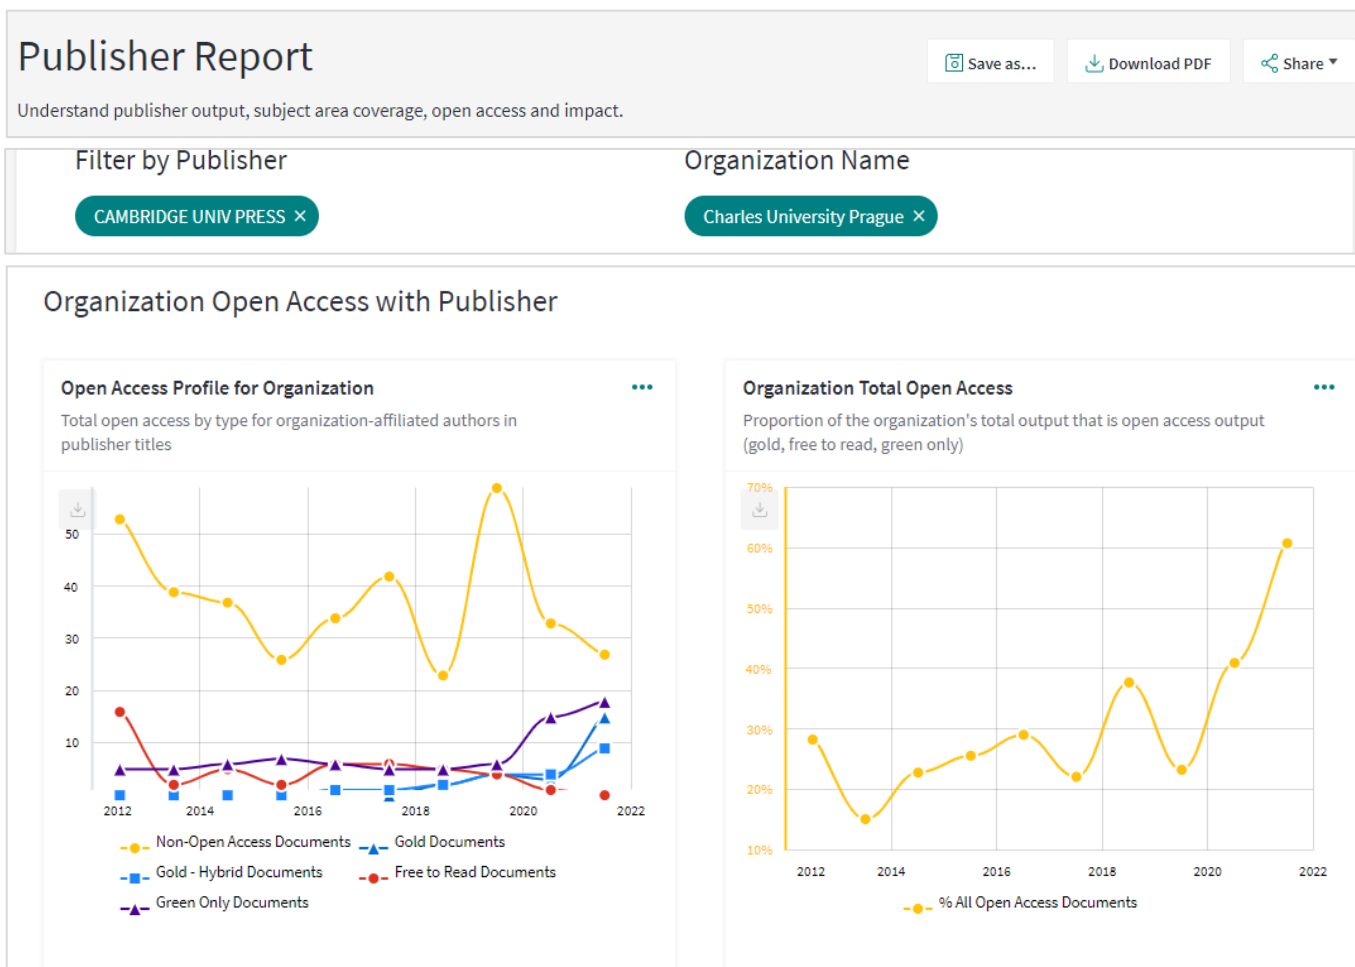 Publisher Report
Save as...
Download PDF
Share
Understand publisher output, subject area coverage, open access and impact.
Filter by Publisher
Organization Name
CAMBRIDGE UNIV PRESS ×
Charles University Prague ×
Organization Open Access with Publisher
Open Access Profile for Organization
Total open access by type for organization-affiliated authors in
publisher titles
50
40
30
20
10
2012 2014 2016 2018 2020 2022
Non-Open Access Documents
Gold Documents
Gold - Hybrid Documents
Free to Read Documents
Green Only Documents
Organization Total Open Access
Proportion of the organization's total output that is open access output
(gold, free to read, green only)
70%
60%
50%
40%
30%
20%
10%
2012 2014 2016 2018 2020 2022
% All Open Access Documents